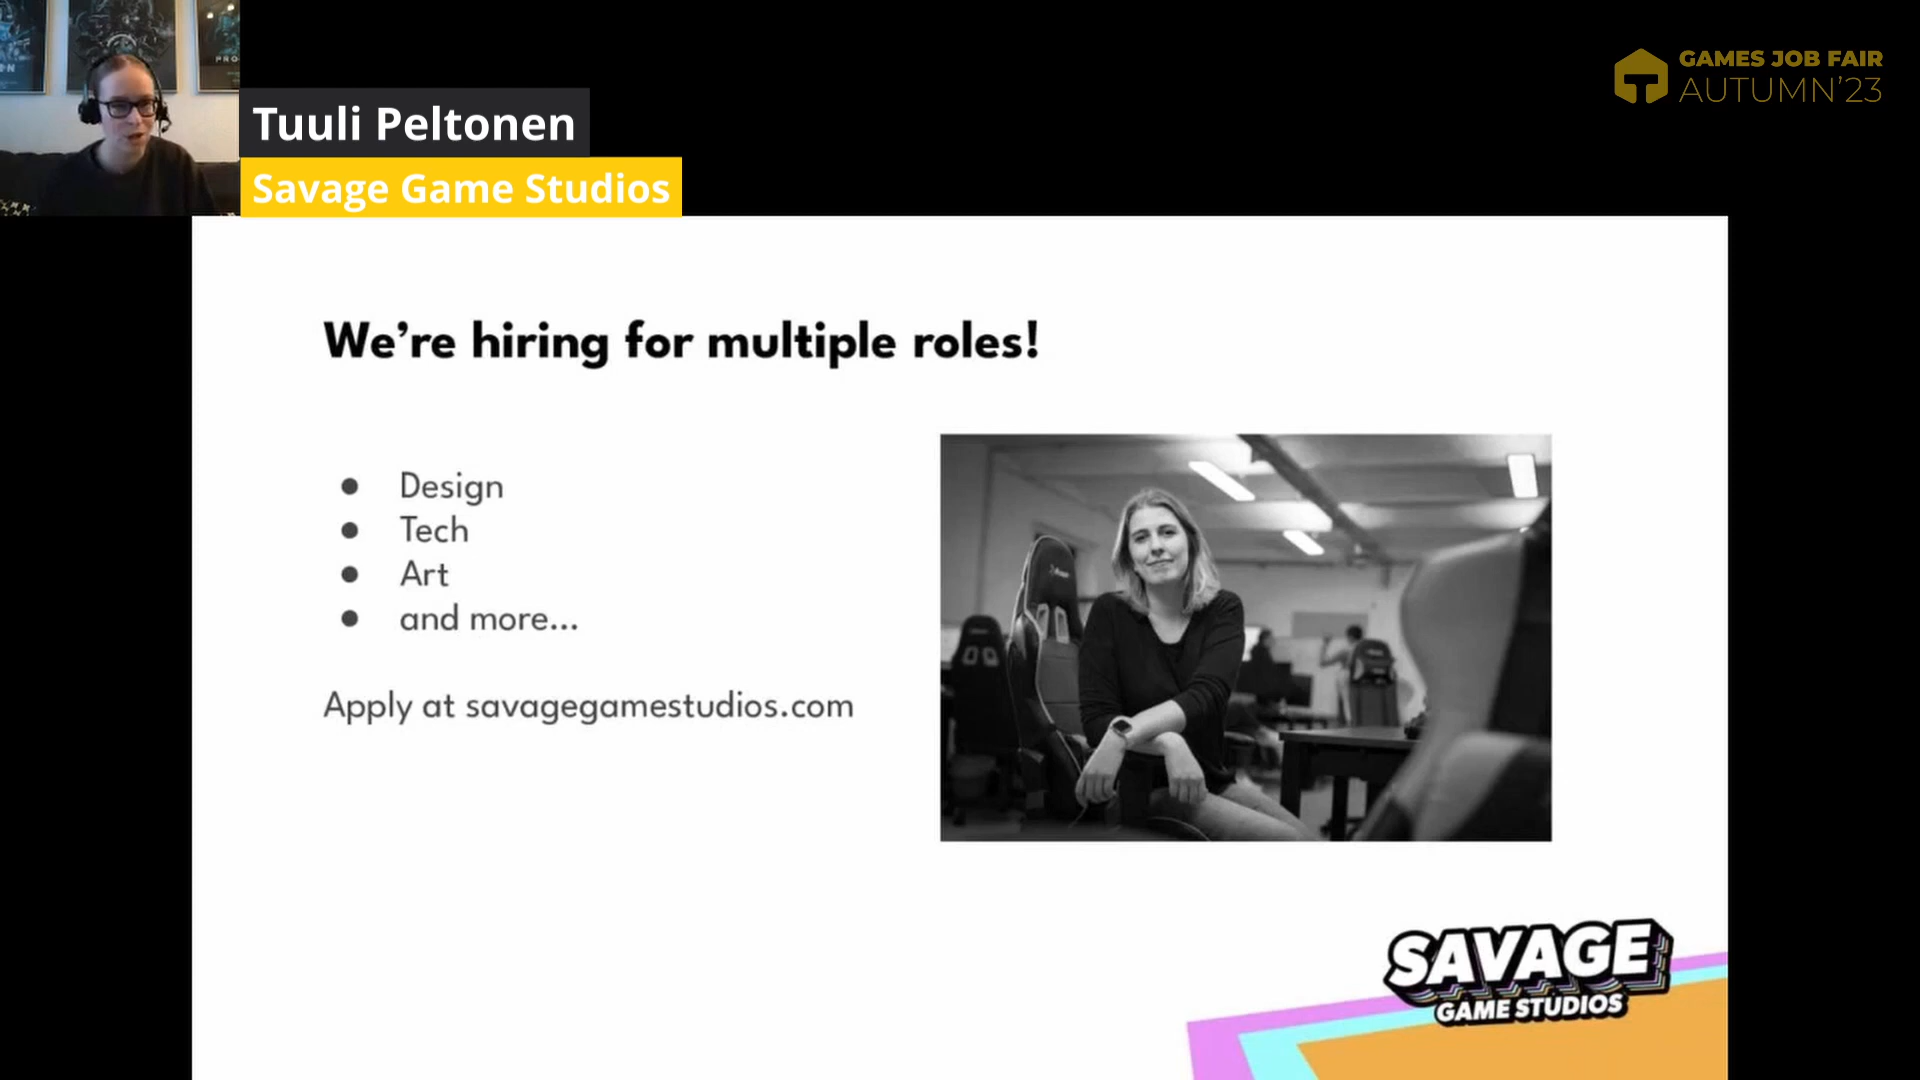 GAMES JOB FAIR
AUTUMN'23
Tuuli Peltonen
Savage Game Studios
We’re hiring for multiple roles!
● Design
● Tech
● Art
● and more...
Apply at savagegamestudios.com
SAVAGE
GAME STUDIOS